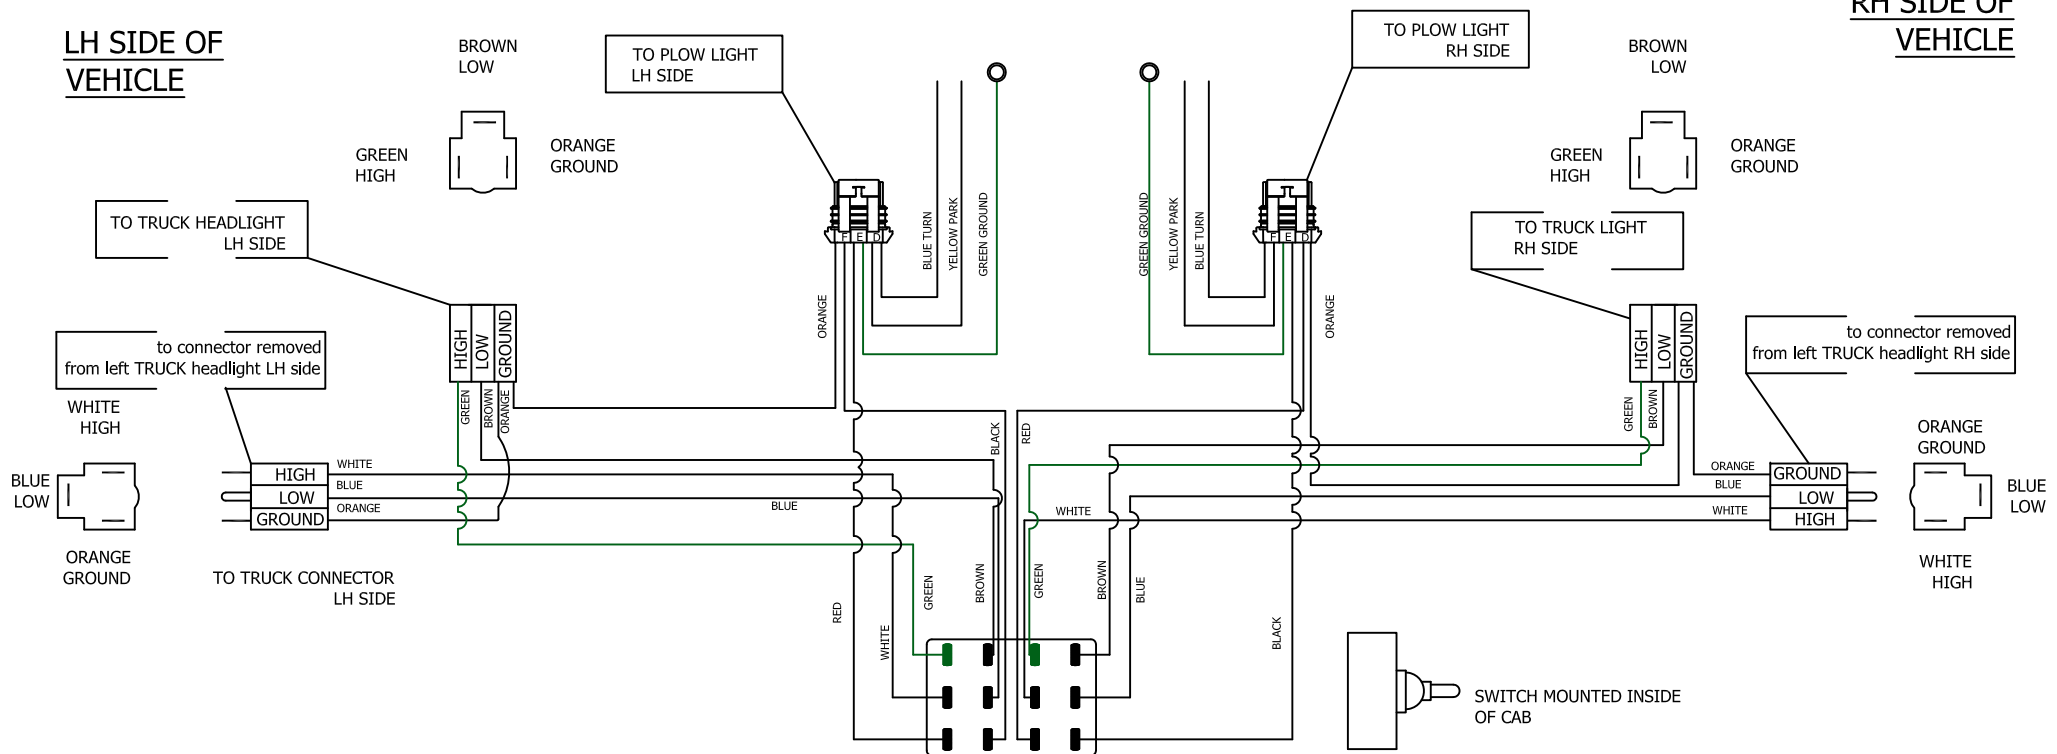 LH SIDE OF
VEHICLE
BROWN
LOW
GREEN
HIGH
ORANGE
GROUND
TO PLOW LIGHT
LH SIDE
TO PLOW LIGHT
RH SIDE
RH SIDE OF
VEHICLE
BROWN
LOW
GREEN
HIGH
ORANGE
GROUND
TO TRUCK HEADLIGHT
LH SIDE
TO TRUCK LIGHT
RH SIDE
F E D
BLUE TURN
YELLOW PARK
GREEN GROUND
GREEN GROUND
YELLOW PARK
BLUE TURN
F E D
ORANGE
ORANGE
HIGH
LOW
GROUND
HIGH
LOW
GROUND
to connector removed
from left TRUCK headlight LH side
to connector removed
from left TRUCK headlight RH side
GREEN
BROWN
ORANGE
GREEN
BROWN
WHITE
HIGH
BLUE
LOW
ORANGE
GROUND
HIGH
LOW
GROUND
WHITE
BLUE
ORANGE
BLUE
BLACK
RED
WHITE
ORANGE
BLUE
WHITE
GROUND
LOW
HIGH
ORANGE
GROUND
BLUE
LOW
WHITE
HIGH
TO TRUCK CONNECTOR
LH SIDE
RED
WHITE
GREEN
BROWN
GREEN
BROWN
BLUE
BLACK
SWITCH MOUNTED INSIDE
OF CAB